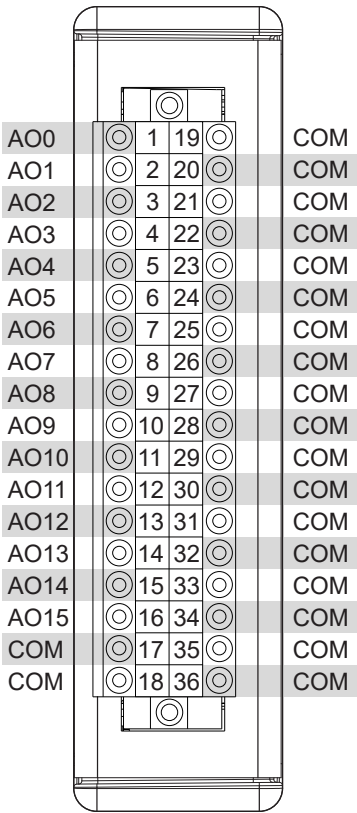 AO0 1 19 COM
AO1 2 20 COM
AO2 3 21 COM
AO3 4 22 COM
AO4 5 23 COM
AO5 6 24 COM
AO6 7 25 COM
AO7 8 26 COM
AO8 9 27 COM
AO9 10 28 COM
AO10 11 29 COM
AO11 12 30 COM
AO12 13 31 COM
AO13 14 32 COM
AO14 15 33 COM
AO15 16 34 COM
COM 17 35 COM
COM 18 36 COM